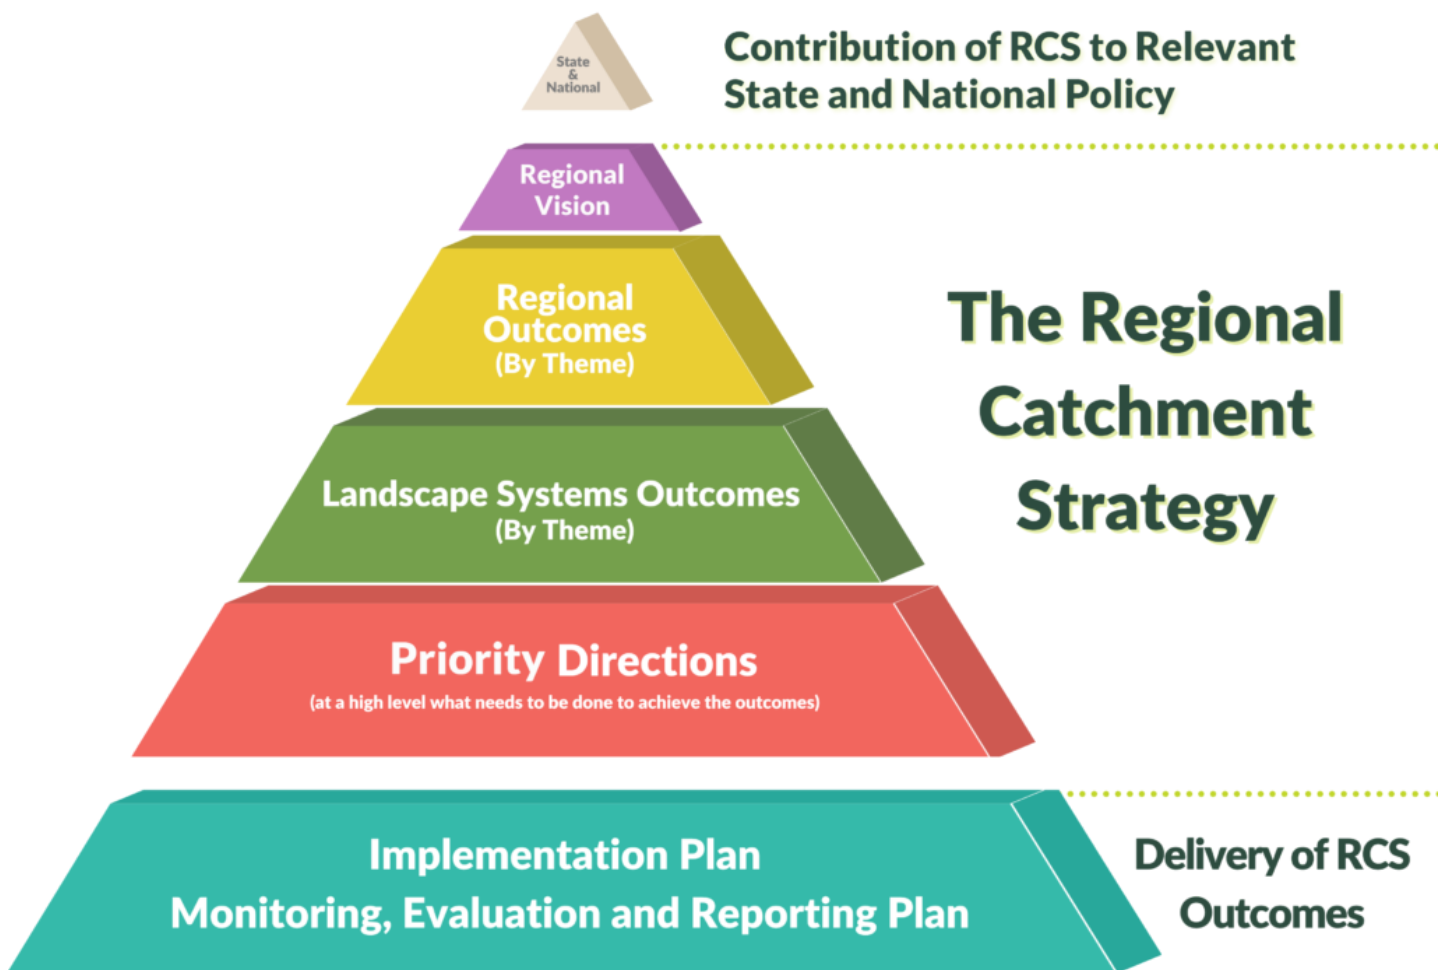 State
&
National
Contribution of RCS to Relevant
State and National Policy
Regional
Vision
Regional
Outcomes
(By Theme)
The Regional
Catchment
Strategy
Landscape Systems Outcomes
(By Theme)
Priority Directions
(at a high level what needs to be done to achieve the outcomes)
Implementation Plan
Monitoring, Evaluation and Reporting Plan
Delivery of RCS
Outcomes